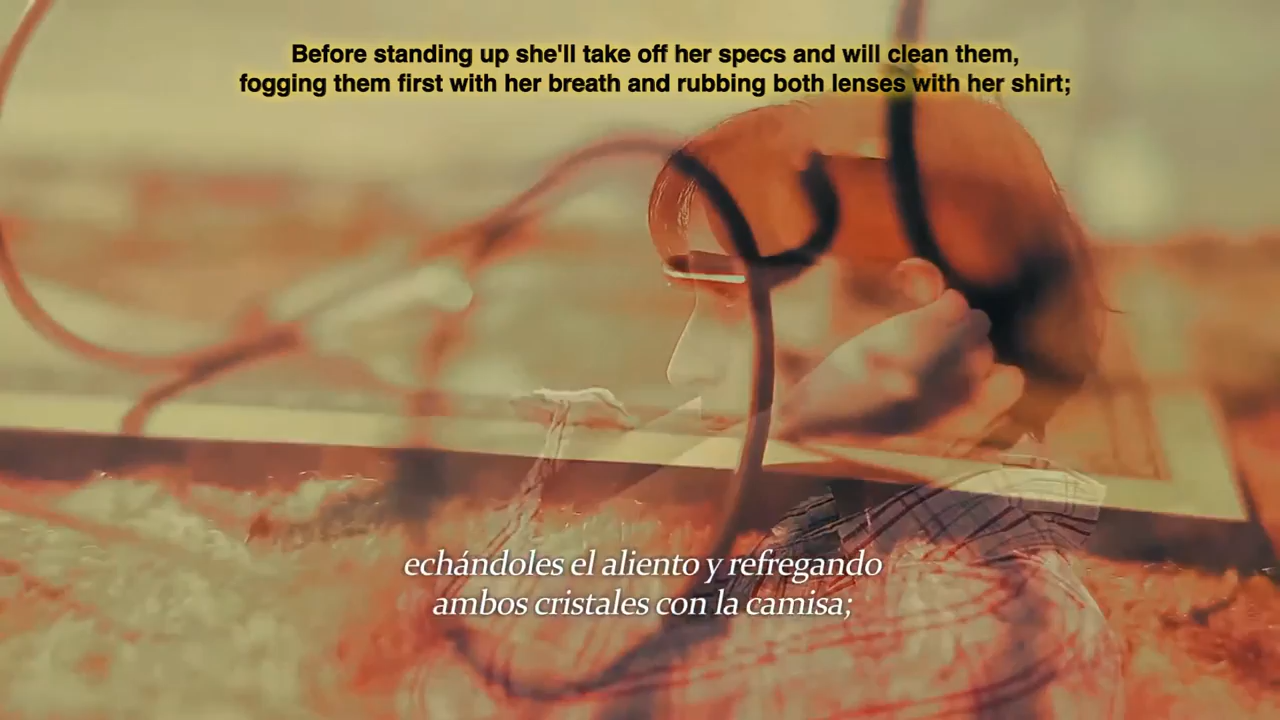 Before standing up she'll take off her specs and will clean them,
fogging them first with her breath and rubbing both lenses with her shirt;
echándoles el aliento y refregando
ambos cristales con la camisa;